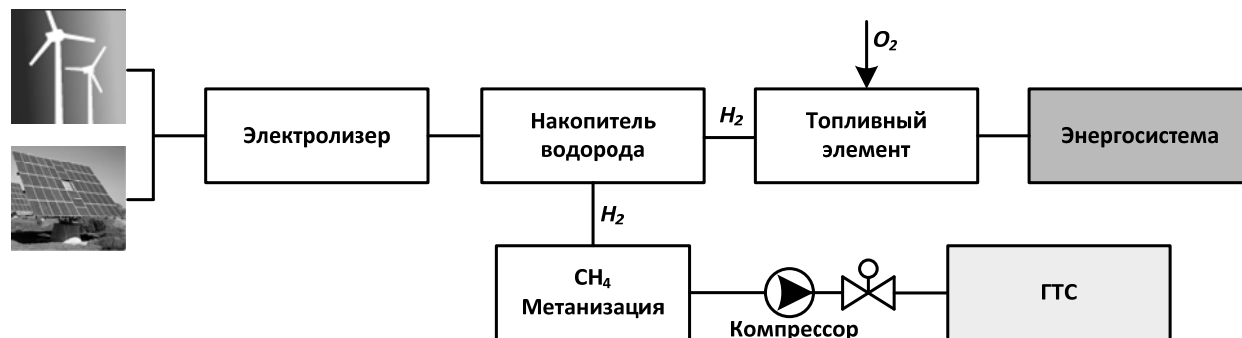 O₂
Электролизер
Накопитель
водорода
H₂
Топливный
элемент
Энергосистема
H₂
CH₄
Метанизация
Компрессор
ГТС